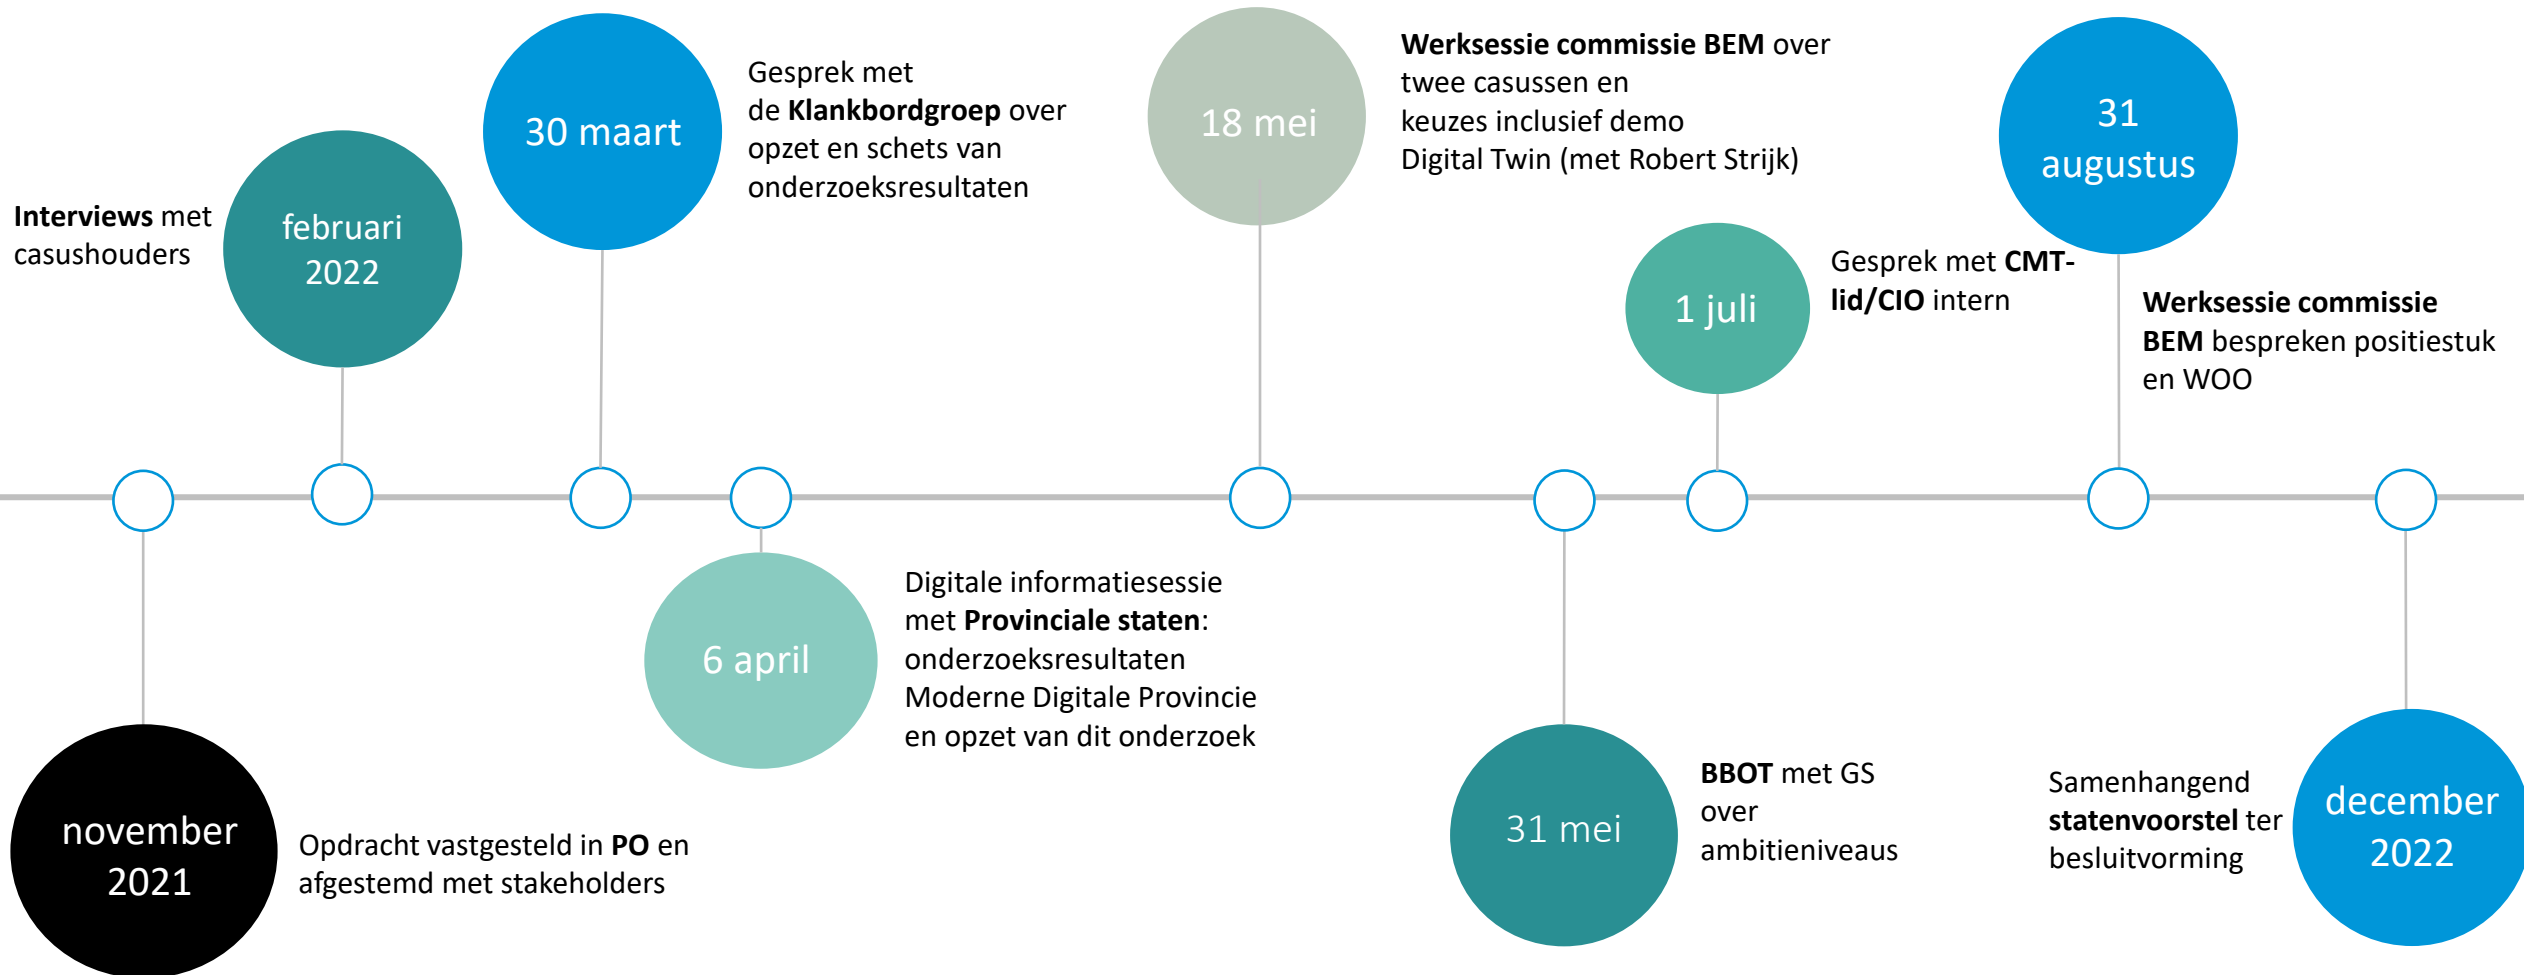 Interviews met
casushouders
februari
2022
30 maart
Gesprek met
de Klankbordgroep over
opzet en schets van
onderzoeksresultaten
18 mei
Werksessie commissie BEM over
twee casussen en
keuzes inclusief demo
Digital Twin (met Robert Strijk)
1 juli
Gesprek met CMT-
lid/CIO intern
31
augustus
Werksessie commissie
BEM bespreken positiestuk
en WOO
november
2021
Opdracht vastgesteld in PO en
afgestemd met stakeholders
6 april
Digitale informatiesessie
met Provinciale staten:
onderzoeksresultaten
Moderne Digitale Provincie
en opzet van dit onderzoek
31 mei
BBOT met GS
over
ambitieniveaus
Samenhangend
statenvoorstel ter
besluitvorming
december
2022